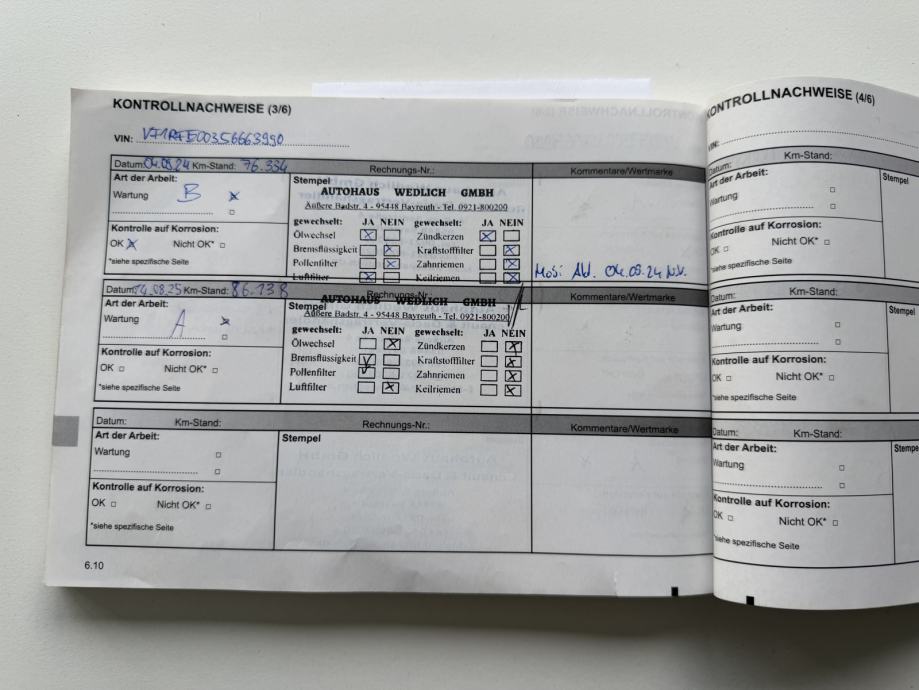 KONTROLLNACHWEISE (3/6)
VIN:
Datum: 04.09.24 Km-Stand: 76.334 Rechnungs-Nr.: Kommentare/Wertmarke
Art der Arbeit:
Wartung B x
Kontrolle auf Korrosion:
OK x Nicht OK*
*siehe spezifische Seite
Stempel
AUTOHAUS WEDLICH GMBH
Äußere Badstr. 4 - 95448 Bayreuth - Tel. 0921-800200
gewechselt: JA NEIN gewechselt: JA NEIN
Ölwechsel x Zündkerzen x
Bremsflüssigkeit x Kraftstofffilter x
Pollenfilter x Zahnriemen x
Luftfilter x Keilriemen x
Mobi Ab. 04.09.24
Datum: Km-Stand: 86.138 Rechnungs-Nr.: Kommentare/Wertmarke
Art der Arbeit:
Wartung A x
Kontrolle auf Korrosion:
OK Nicht OK*
*siehe spezifische Seite
Stempel
AUTOHAUS WEDLICH GMBH
Äußere Badstr. 4 - 95448 Bayreuth - Tel. 0921-800200
gewechselt: JA NEIN gewechselt: JA NEIN
Ölwechsel x Zündkerzen x
Bremsflüssigkeit Kraftstofffilter x
Pollenfilter Zahnriemen x
Luftfilter x Keilriemen x
Datum: Km-Stand: Rechnungs-Nr.: Kommentare/Wertmarke
Art der Arbeit:
Wartung
Kontrolle auf Korrosion:
OK Nicht OK*
*siehe spezifische Seite
Stempel
6.10
KONTROLLNACHWEISE (4/6)
VIN:
Datum: Km-Stand:
Art der Arbeit:
Wartung
Kontrolle auf Korrosion:
OK Nicht OK*
*siehe spezifische Seite
Stempel
Datum: Km-Stand:
Art der Arbeit:
Wartung
Kontrolle auf Korrosion:
OK Nicht OK*
*siehe spezifische Seite
Datum: Km-Stand:
Art der Arbeit:
Wartung
Kontrolle auf Korrosion:
OK Nicht OK*
*siehe spezifische Seite